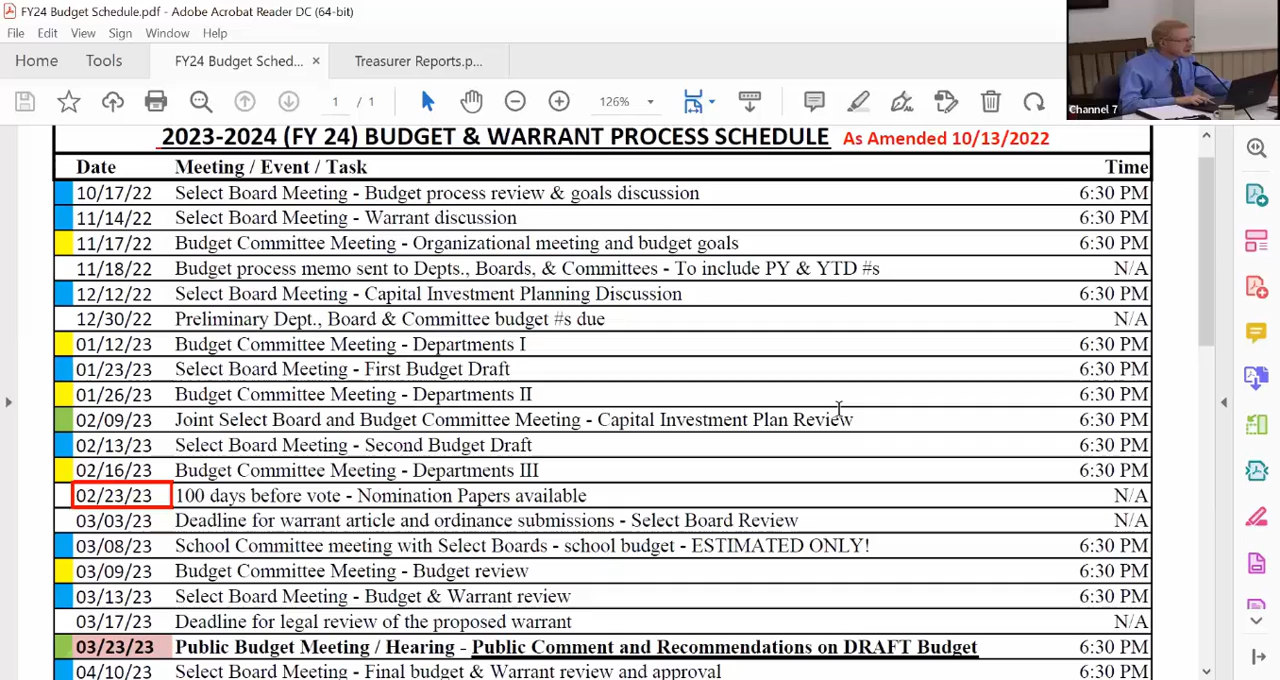 FY24 Budget Schedule.pdf - Adobe Acrobat Reader DC (64-bit)
File Edit View Sign Window Help
Home Tools FY24 Budget Sched... × Treasurer Reports.p...
1 / 1 126%
Channel 7
2023-2024 (FY 24) BUDGET & WARRANT PROCESS SCHEDULE As Amended 10/13/2022
Date Meeting / Event / Task Time
10/17/22 Select Board Meeting - Budget process review & goals discussion 6:30 PM
11/14/22 Select Board Meeting - Warrant discussion 6:30 PM
11/17/22 Budget Committee Meeting - Organizational meeting and budget goals 6:30 PM
11/18/22 Budget process memo sent to Depts., Boards, & Committees - To include PY & YTD #s N/A
12/12/22 Select Board Meeting - Capital Investment Planning Discussion 6:30 PM
12/30/22 Preliminary Dept., Board & Committee budget #s due N/A
01/12/23 Budget Committee Meeting - Departments I 6:30 PM
01/23/23 Select Board Meeting - First Budget Draft 6:30 PM
01/26/23 Budget Committee Meeting - Departments II 6:30 PM
02/09/23 Joint Select Board and Budget Committee Meeting - Capital Investment Plan Review 6:30 PM
02/13/23 Select Board Meeting - Second Budget Draft 6:30 PM
02/16/23 Budget Committee Meeting - Departments III 6:30 PM
02/23/23 100 days before vote - Nomination Papers available N/A
03/03/23 Deadline for warrant article and ordinance submissions - Select Board Review N/A
03/08/23 School Committee meeting with Select Boards - school budget - ESTIMATED ONLY! 6:30 PM
03/09/23 Budget Committee Meeting - Budget review 6:30 PM
03/13/23 Select Board Meeting - Budget & Warrant review 6:30 PM
03/17/23 Deadline for legal review of the proposed warrant N/A
03/23/23 Public Budget Meeting / Hearing - Public Comment and Recommendations on DRAFT Budget 6:30 PM
04/10/23 Select Board Meeting - Final budget & Warrant review and approval 6:30 PM